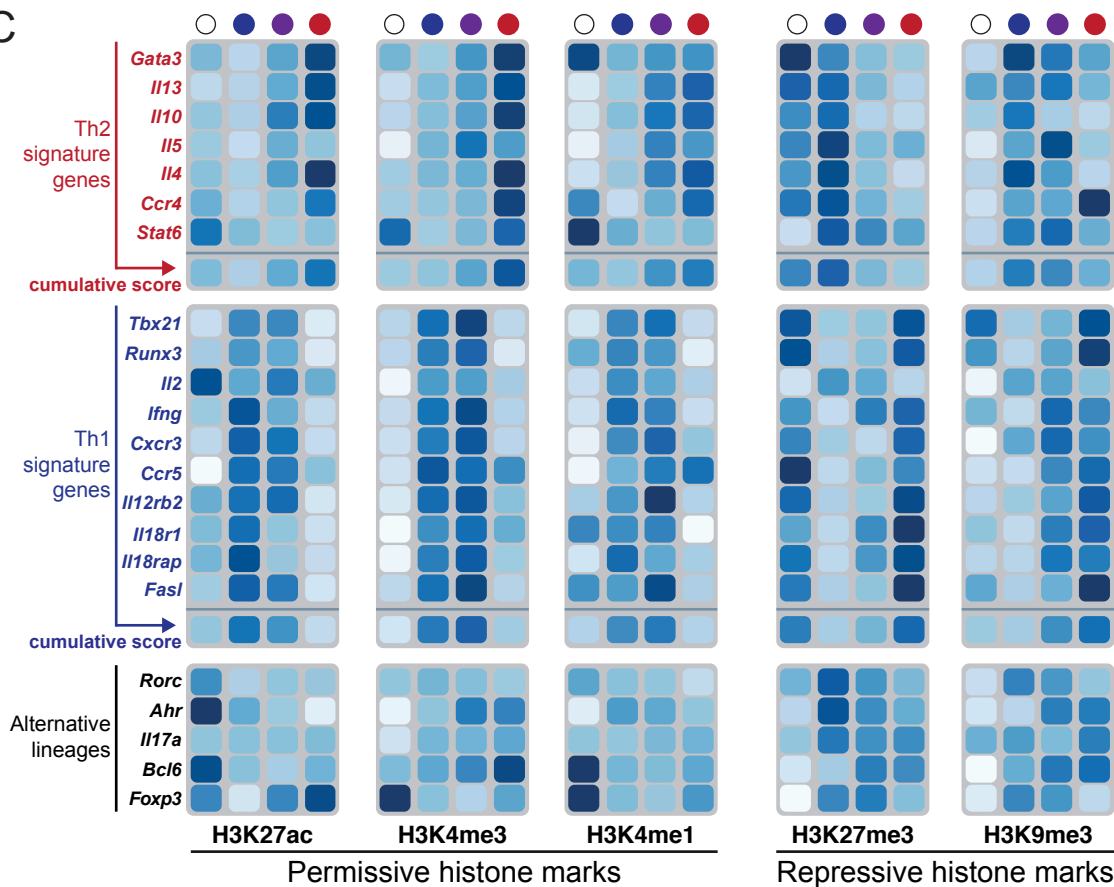 C
Th2
signature
genes
Gata3
Il13
Il10
Il5
Il4
Ccr4
Stat6
cumulative score
Th1
signature
genes
Tbx21
Runx3
Il2
Ifng
Cxcr3
Ccr5
Il12rb2
Il18r1
Il18rap
Fasl
cumulative score
Alternative
lineages
Rorc
Ahr
Il17a
Bcl6
Foxp3
H3K27ac H3K4me3 H3K4me1 H3K27me3 H3K9me3
Permissive histone marks Repressive histone marks